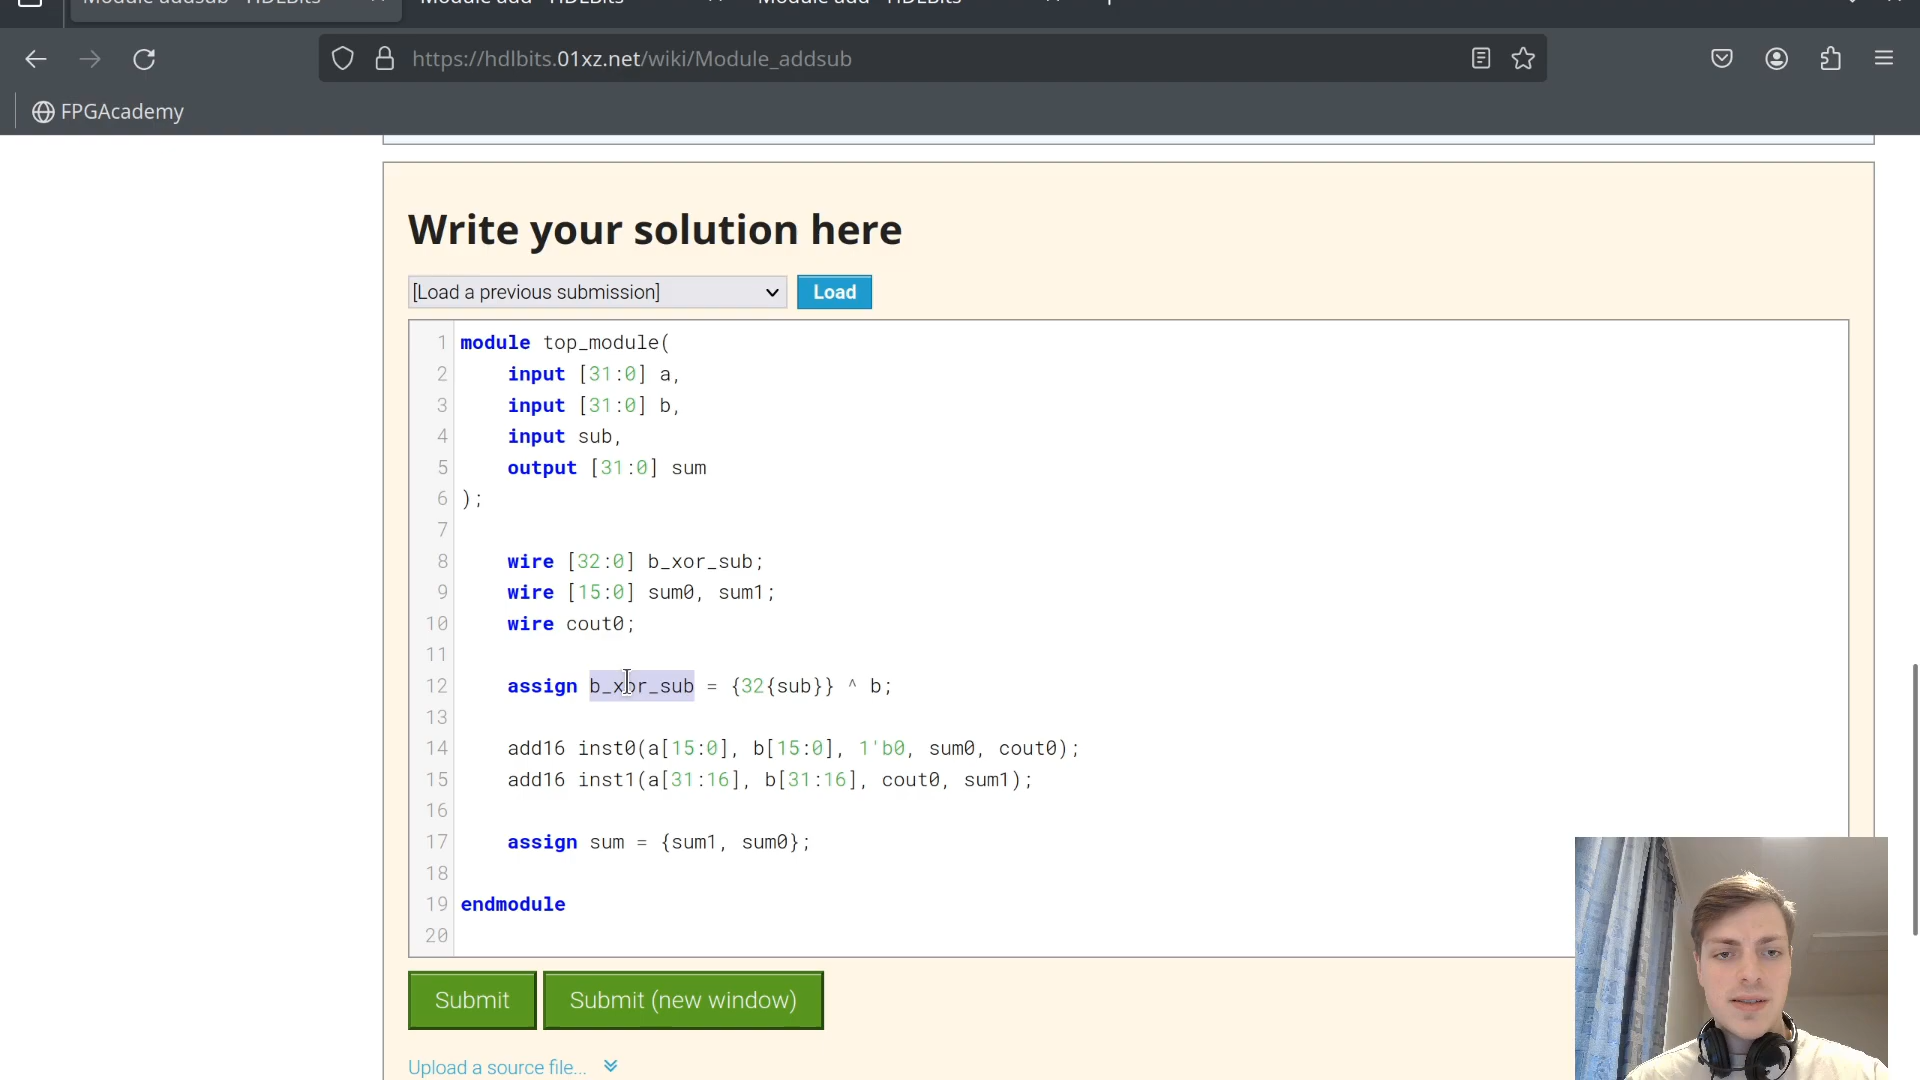 https://hdlbits.01xz.net/wiki/Module_addsub
FPGAcademy
Write your solution here
[Load a previous submission]
Load
1 module top_module(
2 input [31:0] a,
3 input [31:0] b,
4 input sub,
5 output [31:0] sum
6 );
7
8 wire [32:0] b_xor_sub;
9 wire [15:0] sum0, sum1;
10 wire cout0;
11
12 assign b_xor_sub = {32{sub}} ^ b;
13
14 add16 inst0(a[15:0], b[15:0], 1'b0, sum0, cout0);
15 add16 inst1(a[31:16], b[31:16], cout0, sum1);
16
17 assign sum = {sum1, sum0};
18
19 endmodule
20
Submit
Submit (new window)
Upload a source file...